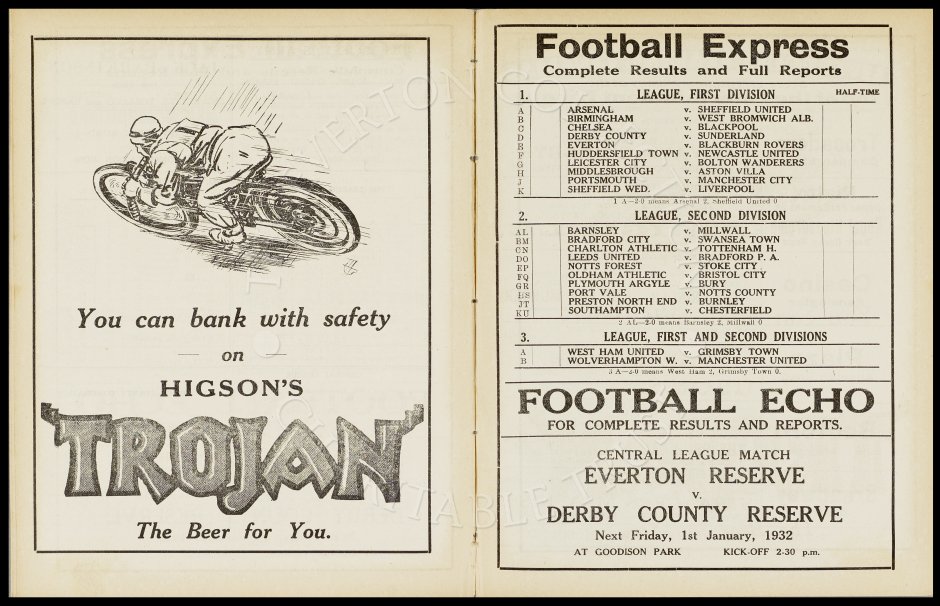 You can bank with safety
on
HIGSON'S
TROJAN
The Beer for You.
Football Express
Complete Results and Full Reports
1. LEAGUE, FIRST DIVISION HALF-TIME
A ARSENAL v. SHEFFIELD UNITED
B BIRMINGHAM v. WEST BROMWICH ALB.
C CHELSEA v. BLACKPOOL
D DERBY COUNTY v. SUNDERLAND
E EVERTON v. BLACKBURN ROVERS
F HUDDERSFIELD TOWN v. NEWCASTLE UNITED
G LEICESTER CITY v. BOLTON WANDERERS
H MIDDLESBROUGH v. ASTON VILLA
J PORTSMOUTH v. MANCHESTER CITY
K SHEFFIELD WED. v. LIVERPOOL
1 A—2-0 means Arsenal 2, Sheffield United 0
2. LEAGUE, SECOND DIVISION
AL BARNSLEY v. MILLWALL
BM BRADFORD CITY v. SWANSEA TOWN
CN CHARLTON ATHLETIC v. TOTTENHAM H.
DO LEEDS UNITED v. BRADFORD P. A.
EP NOTTS FOREST v. STOKE CITY
FQ OLDHAM ATHLETIC v. BRISTOL CITY
GR PLYMOUTH ARGYLE v. BURY
HS PORT VALE v. NOTTS COUNTY
JT PRESTON NORTH END v. BURNLEY
KU SOUTHAMPTON v. CHESTERFIELD
2 AL—2-0 means Barnsley 2, Millwall 0
3. LEAGUE, FIRST AND SECOND DIVISIONS
A WEST HAM UNITED v. GRIMSBY TOWN
B WOLVERHAMPTON W. v. MANCHESTER UNITED
3 A—2-0 means West Ham 2, Grimsby Town 0.
FOOTBALL ECHO
FOR COMPLETE RESULTS AND REPORTS.
CENTRAL LEAGUE MATCH
EVERTON RESERVE
v.
DERBY COUNTY RESERVE
Next Friday, 1st January, 1932
AT GOODISON PARK KICK-OFF 2-30 p.m.